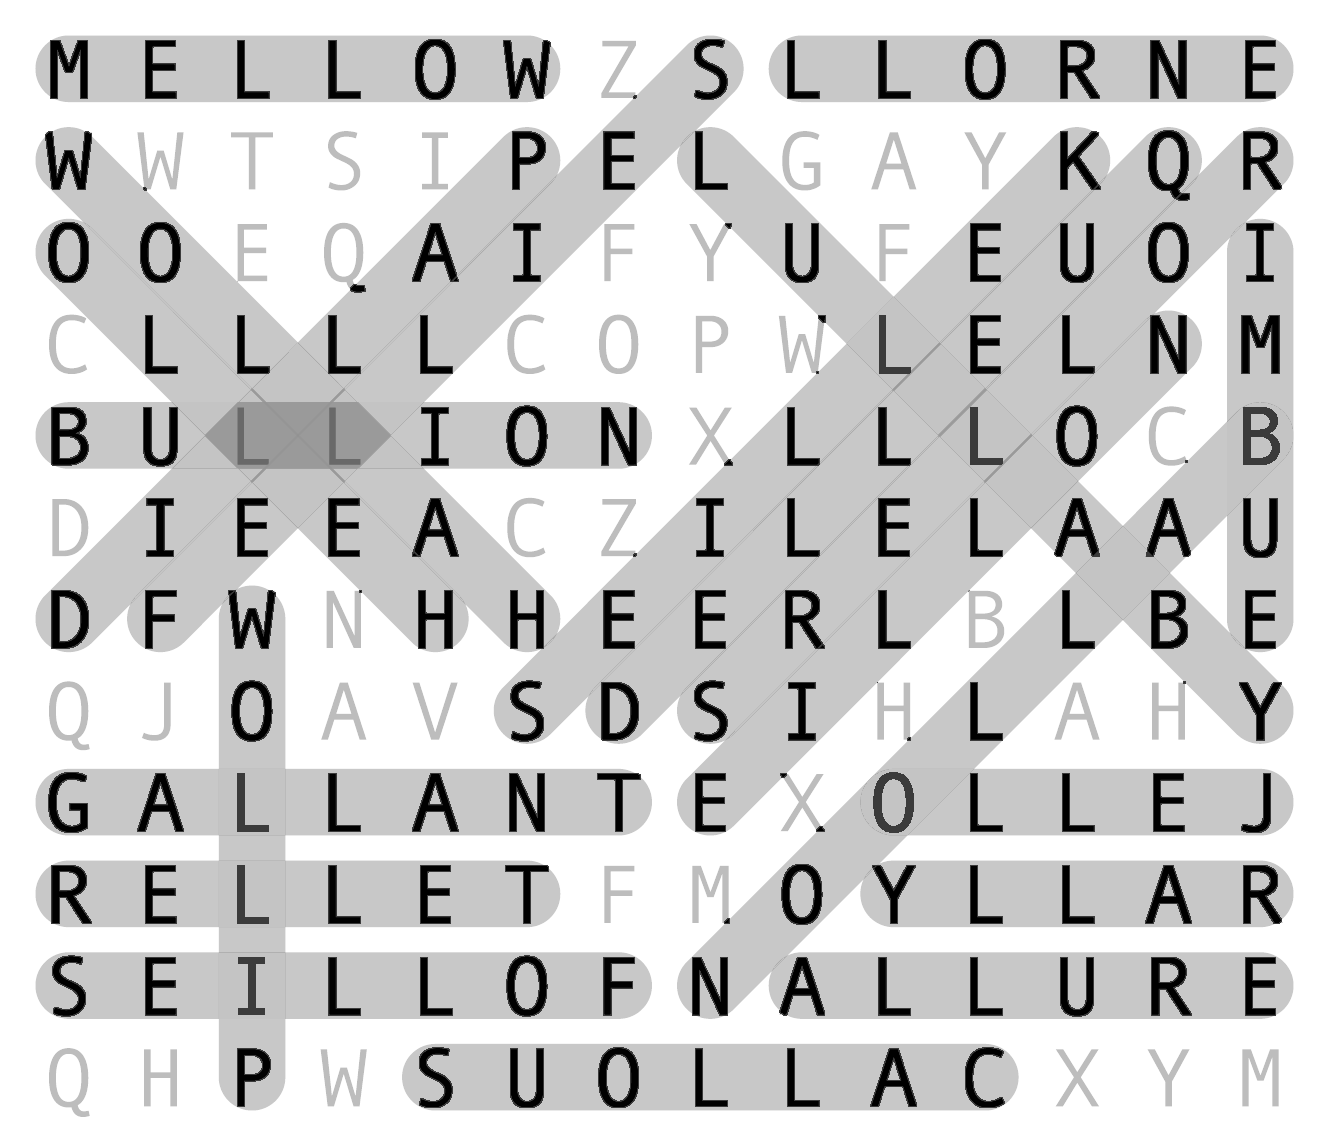 M E L L O W Z S L L O R N E
W W T S I P E L G A Y K Q R
O O E Q A I F Y U F E U O I
C L L L L C O P W L E L N M
B U L L I O N X L L L O C B
D I E E A C Z I L E L A A U
D F W N H H E E R L B L B E
Q J O A V S D S I H L A H Y
G A L L A N T E X O L L E J
R E L L E T F M O Y L L A R
S E I L L O F N A L L U R E
Q H P W S U O L L A C X Y M